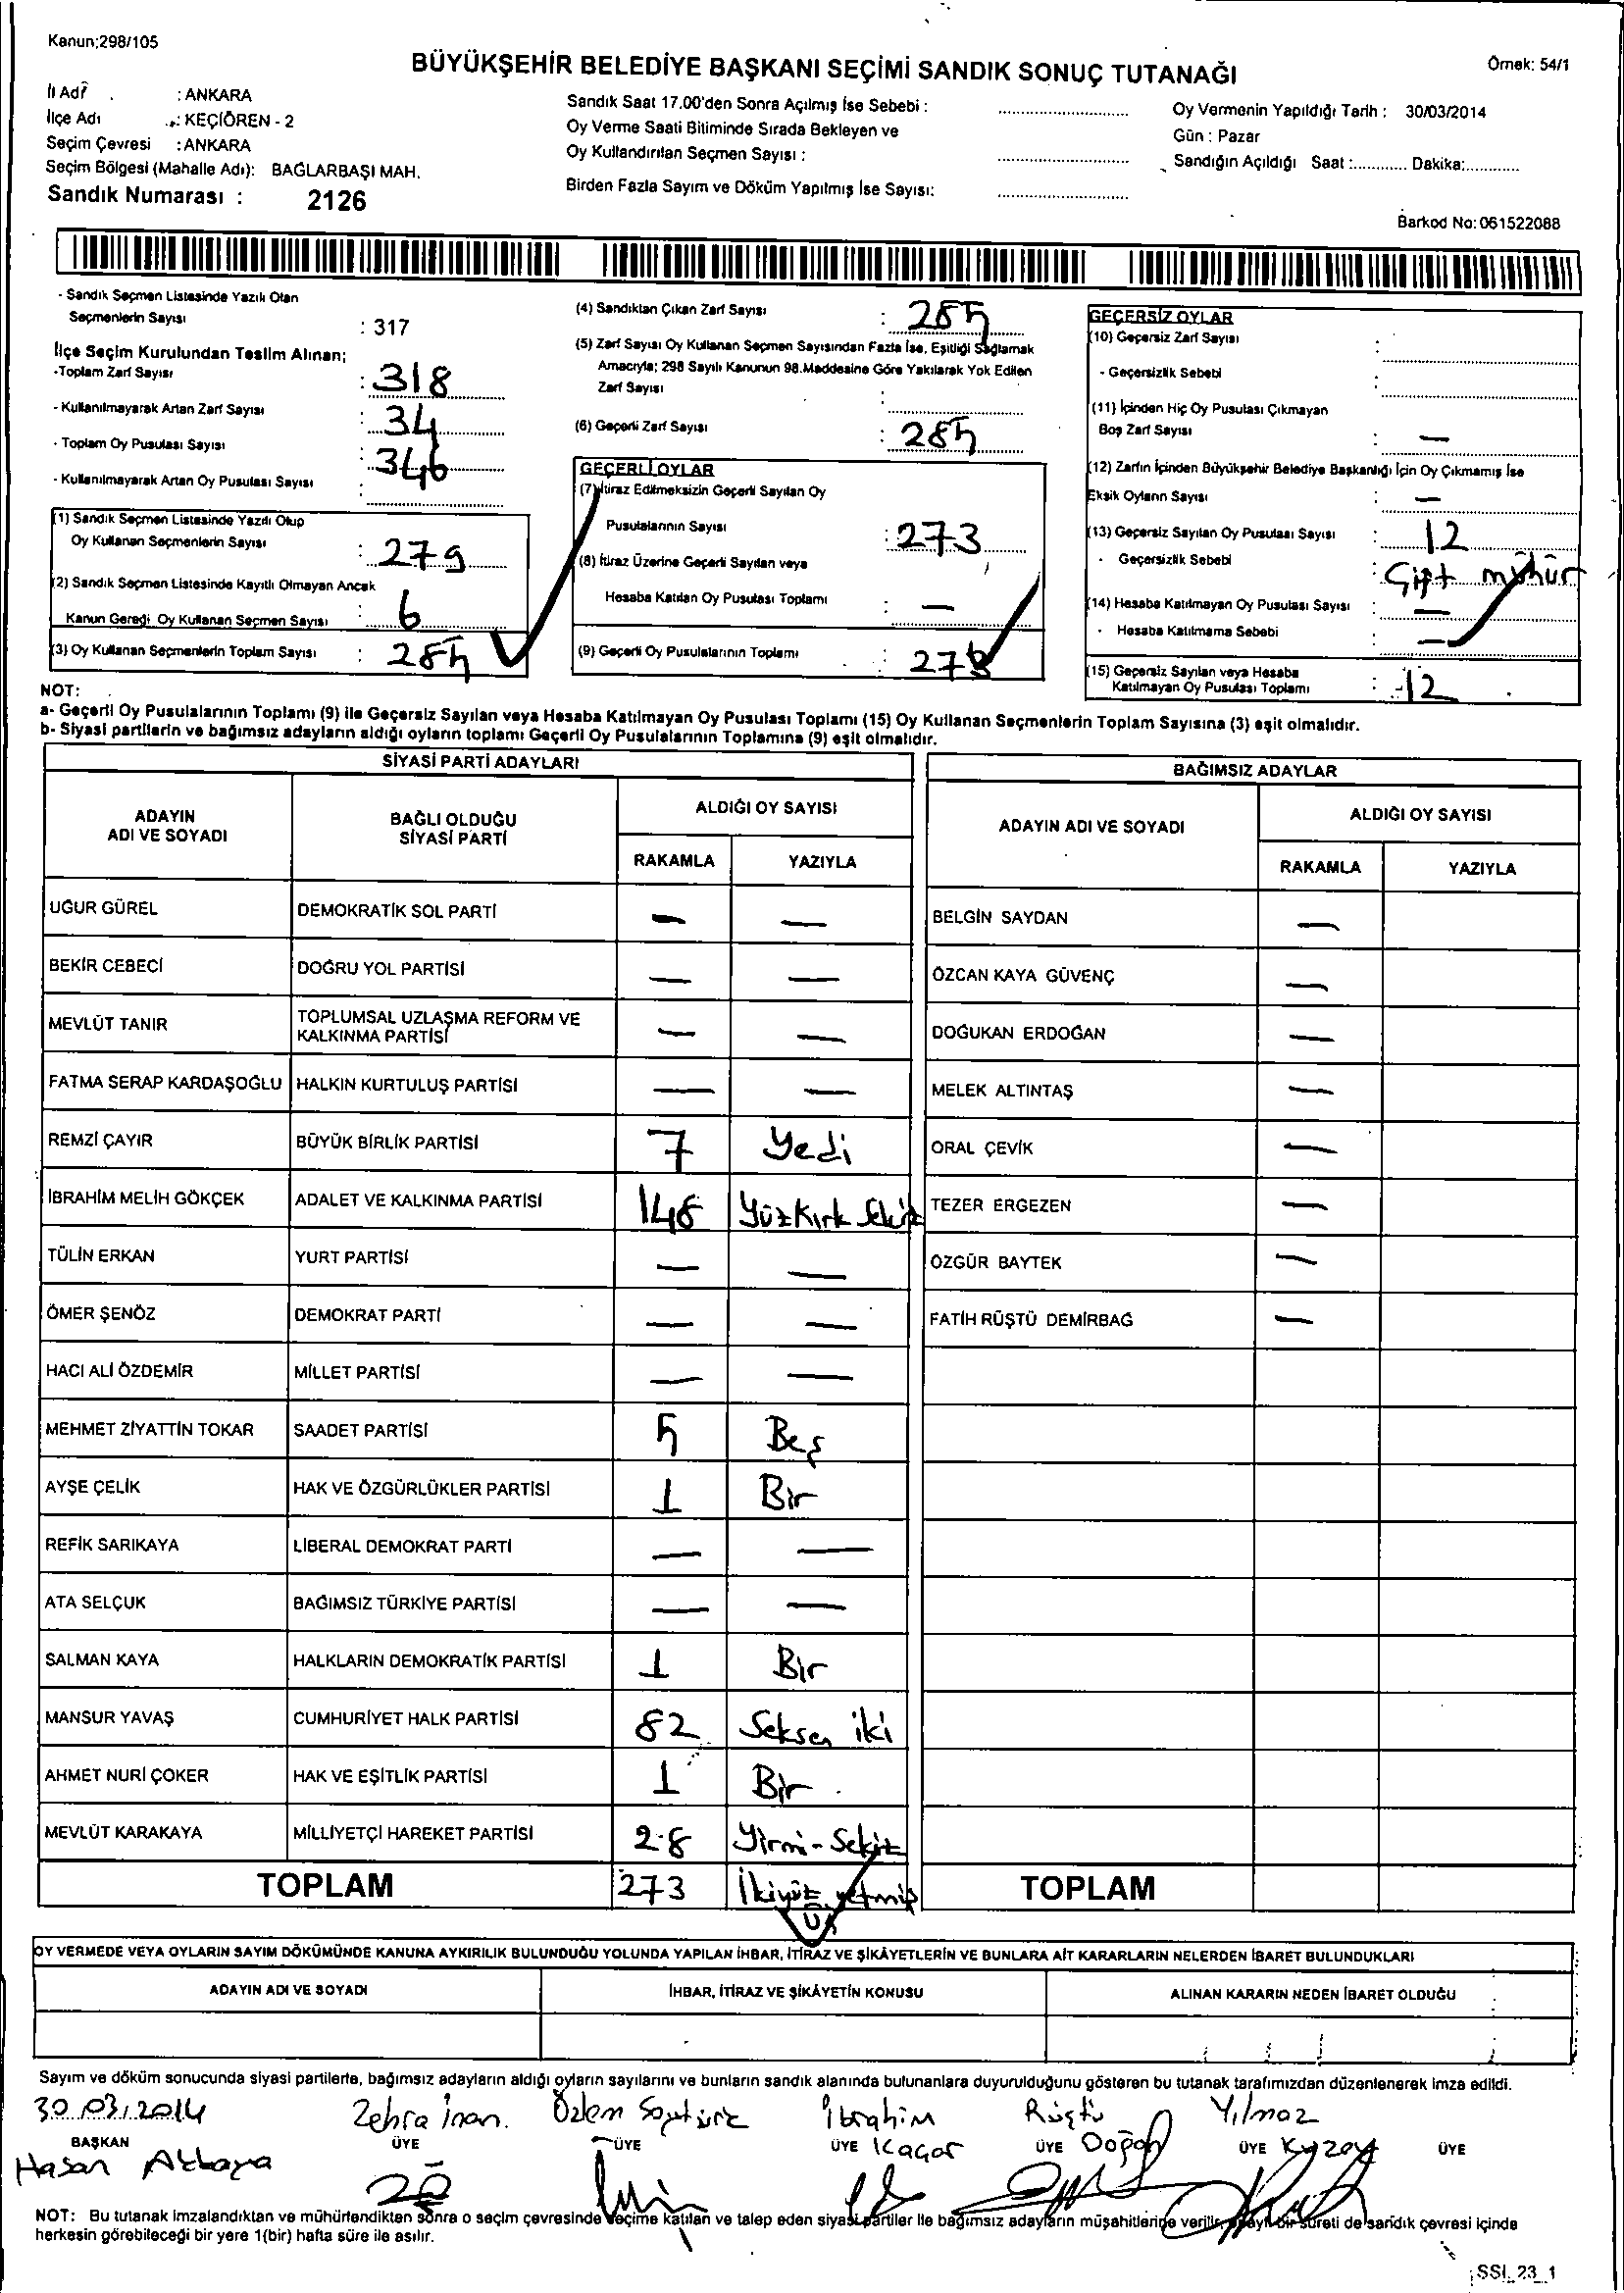 Kanun;298/105
BÜYÜKŞEHİR BELEDİYE BAŞKANI SEÇİMİ SANDIK SONUÇ TUTANAĞI
Örnek: 54/1
İl Adı : ANKARA
İlçe Adı : KEÇİÖREN - 2
Seçim Çevresi : ANKARA
Seçim Bölgesi (Mahalle Adı): BAĞLARBAŞI MAH.
Sandık Numarası : 2126
Sandık Saat 17.00'den Sonra Açılmış İse Sebebi :
Oy Verme Saati Bitiminde Sırada Bekleyen ve
Oy Kullandırılan Seçmen Sayısı :
Birden Fazla Sayım ve Döküm Yapılmış İse Sayısı:
Oy Vermenin Yapıldığı Tarih : 30/03/2014
Gün : Pazar
Sandığın Açıldığı Saat :............ Dakika:............
Barkod No: 061522088
- Sandık Seçmen Listesinde Yazılı Olan
Seçmenlerin Sayısı : 317
İlçe Seçim Kurulundan Teslim Alınan;
-Toplam Zarf Sayısı : 318
- Kullanılmayarak Artan Zarf Sayısı : 34
- Toplam Oy Pusulası Sayısı : 346
- Kullanılmayarak Artan Oy Pusulası Sayısı :
(1) Sandık Seçmen Listesinde Yazılı Olup
Oy Kullanan Seçmenlerin Sayısı : 279
(2) Sandık Seçmen Listesinde Kayıtlı Olmayan Ancak
Kanun Gereği Oy Kullanan Seçmen Sayısı : 6
(3) Oy Kullanan Seçmenlerin Toplam Sayısı : 285
(4) Sandıktan Çıkan Zarf Sayısı : 285
(5) Zarf Sayısı Oy Kullanan Seçmen Sayısından Fazla İse, Eşitliği Sağlamak
Amacıyla; 298 Sayılı Kanunun 98.Maddesine Göre Yakılarak Yok Edilen
Zarf Sayısı :
(6) Geçerli Zarf Sayısı : 285
GEÇERLİ OYLAR
(7) İtiraz Edilmeksizin Geçerli Sayılan Oy
Pusulalarının Sayısı : 273
(8) İtiraz Üzerine Geçerli Sayılan veya
Hesaba Katılan Oy Pusulası Toplamı : —
(9) Geçerli Oy Pusulalarının Toplamı : 273
GEÇERSİZ OYLAR
(10) Geçersiz Zarf Sayısı :
- Geçersizlik Sebebi :
(11) İçinden Hiç Oy Pusulası Çıkmayan
Boş Zarf Sayısı : —
(12) Zarfın İçinden Büyükşehir Belediye Başkanlığı İçin Oy Çıkmamış İse
Eksik Oyların Sayısı : —
(13) Geçersiz Sayılan Oy Pusulası Sayısı : 12
- Geçersizlik Sebebi : Çift mühür
(14) Hesaba Katılmayan Oy Pusulası Sayısı : —
- Hesaba Katılmama Sebebi : —
(15) Geçersiz Sayılan veya Hesaba
Katılmayan Oy Pusulası Toplamı : 12
NOT:
a- Geçerli Oy Pusulalarının Toplamı (9) ile Geçersiz Sayılan veya Hesaba Katılmayan Oy Pusulası Toplamı (15) Oy Kullanan Seçmenlerin Toplam Sayısına (3) eşit olmalıdır.
b- Siyasi partilerin ve bağımsız adayların aldığı oyların toplamı Geçerli Oy Pusulalarının Toplamına (9) eşit olmalıdır.
SİYASİ PARTİ ADAYLARI
ADAYIN ADI VE SOYADI
BAĞLI OLDUĞU SİYASİ PARTİ
ALDIĞI OY SAYISI
RAKAMLA YAZIYLA
UĞUR GÜREL DEMOKRATİK SOL PARTİ — —
BEKİR CEBECİ DOĞRU YOL PARTİSİ — —
MEVLÜT TANIR TOPLUMSAL UZLAŞMA REFORM VE KALKINMA PARTİSİ — —
FATMA SERAP KARDAŞOĞLU HALKIN KURTULUŞ PARTİSİ — —
REMZİ ÇAYIR BÜYÜK BİRLİK PARTİSİ 7 Yedi
İBRAHİM MELİH GÖKÇEK ADALET VE KALKINMA PARTİSİ 148 Yüzkırk Sekiz
TÜLİN ERKAN YURT PARTİSİ — —
ÖMER ŞENÖZ DEMOKRAT PARTİ — —
HACI ALİ ÖZDEMİR MİLLET PARTİSİ — —
MEHMET ZİYATTİN TOKAR SAADET PARTİSİ 5 Beş
AYŞE ÇELİK HAK VE ÖZGÜRLÜKLER PARTİSİ 1 Bir
REFİK SARIKAYA LİBERAL DEMOKRAT PARTİ — —
ATA SELÇUK BAĞIMSIZ TÜRKİYE PARTİSİ — —
SALMAN KAYA HALKLARIN DEMOKRATİK PARTİSİ 1 Bir
MANSUR YAVAŞ CUMHURİYET HALK PARTİSİ 82 Seksen iki
AHMET NURİ ÇOKER HAK VE EŞİTLİK PARTİSİ 1 Bir
MEVLÜT KARAKAYA MİLLİYETÇİ HAREKET PARTİSİ 28 Yirmi-Sekiz
TOPLAM 273 İkiyüz yetmiş üç
BAĞIMSIZ ADAYLAR
ADAYIN ADI VE SOYADI
ALDIĞI OY SAYISI
RAKAMLA YAZIYLA
BELGİN SAYDAN —
ÖZCAN KAYA GÜVENÇ —
DOĞUKAN ERDOĞAN —
MELEK ALTINTAŞ —
ORAL ÇEVİK —
TEZER ERGEZEN —
ÖZGÜR BAYTEK —
FATİH RÜŞTÜ DEMİRBAĞ —
TOPLAM
OY VERMEDE VEYA OYLARIN SAYIM DÖKÜMÜNDE KANUNA AYKIRILIK BULUNDUĞU YOLUNDA YAPILAN İHBAR, İTİRAZ VE ŞİKÂYETLERİN VE BUNLARA AİT KARARLARIN NELERDEN İBARET BULUNDUKLARI
ADAYIN ADI VE SOYADI İHBAR, İTİRAZ VE ŞİKÂYETİN KONUSU ALINAN KARARIN NEDEN İBARET OLDUĞU
Sayım ve döküm sonucunda siyasi partilerle, bağımsız adayların aldığı oyların sayılarını ve bunların sandık alanında bulunanlara duyurulduğunu gösteren bu tutanak tarafımızdan düzenlenerek imza edildi.
30.03.2014 Zehra İnan. Özlem İbrahim Rüştü Yılmaz
BAŞKAN ÜYE ÜYE ÜYE Kaçar ÜYE Doğan ÜYE ÜYE
Hasan
NOT: Bu tutanak imzalandıktan ve mühürlendikten sonra o seçim çevresinde seçime katılan ve talep eden siyasi partiler ile bağımsız adayların müşahitlerine verilir, onaylı bir sureti de sandık çevresi içinde
herkesin görebileceği bir yere 1(bir) hafta süre ile asılır.
SSI_23_1